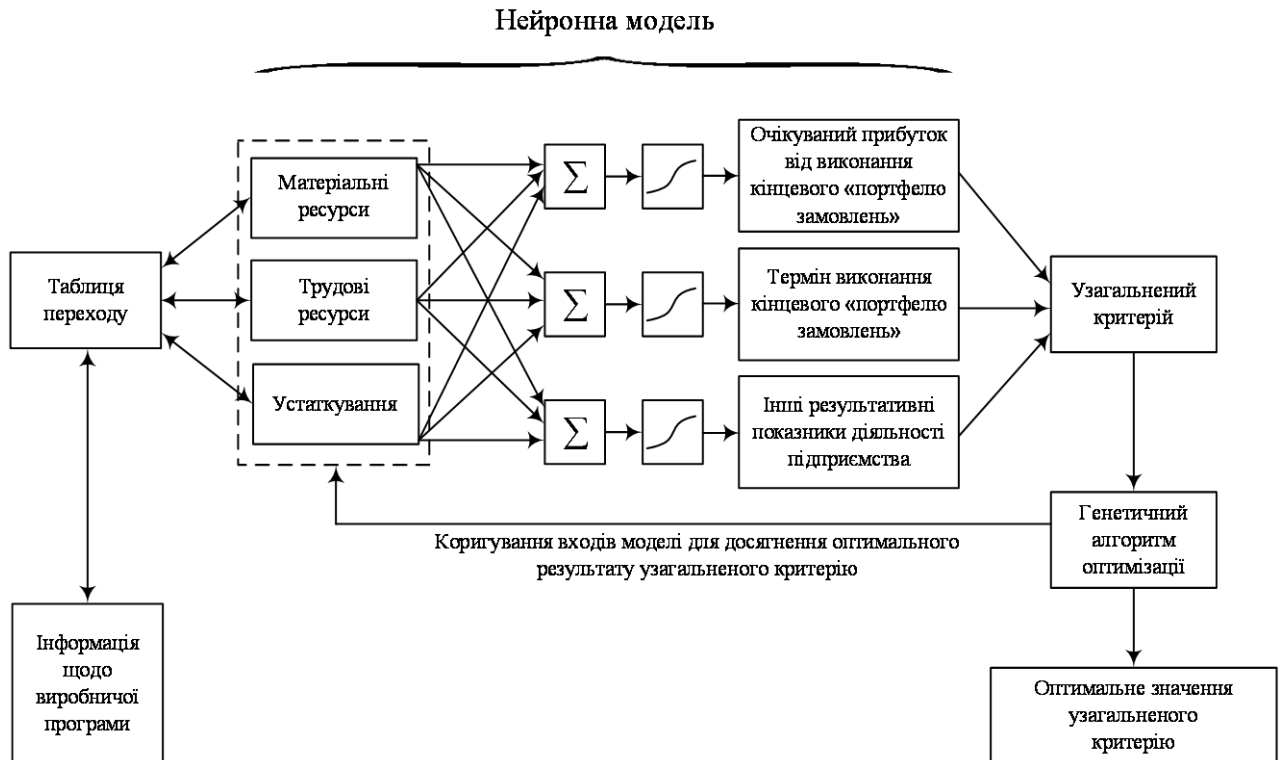 Нейронна модель
Матеріальні
ресурси
Трудові
ресурси
Устаткування
Таблиця
переходу
Інформація
щодо
виробничої
програми
Σ
Σ
Σ
Очікуваний прибуток
від виконання
кінцевого «портфелю
замовлень»
Термін виконання
кінцевого «портфелю
замовлень»
Інші результативні
показники діяльності
підприємства
Узагальнений
критерій
Генетичний
алгоритм
оптимізації
Коригування входів моделі для досягнення оптимального
результату узагальненого критерію
Оптимальне значення
узагальненого
критерію